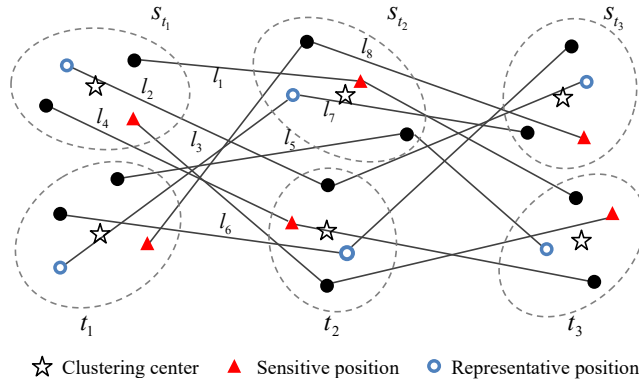 s_{t_1} s_{t_2} s_{t_3}
l_8
l_1
l_2
l_7
l_4
l_3 l_5
l_6
t_1 t_2 t_3
Clustering center Sensitive position Representative position